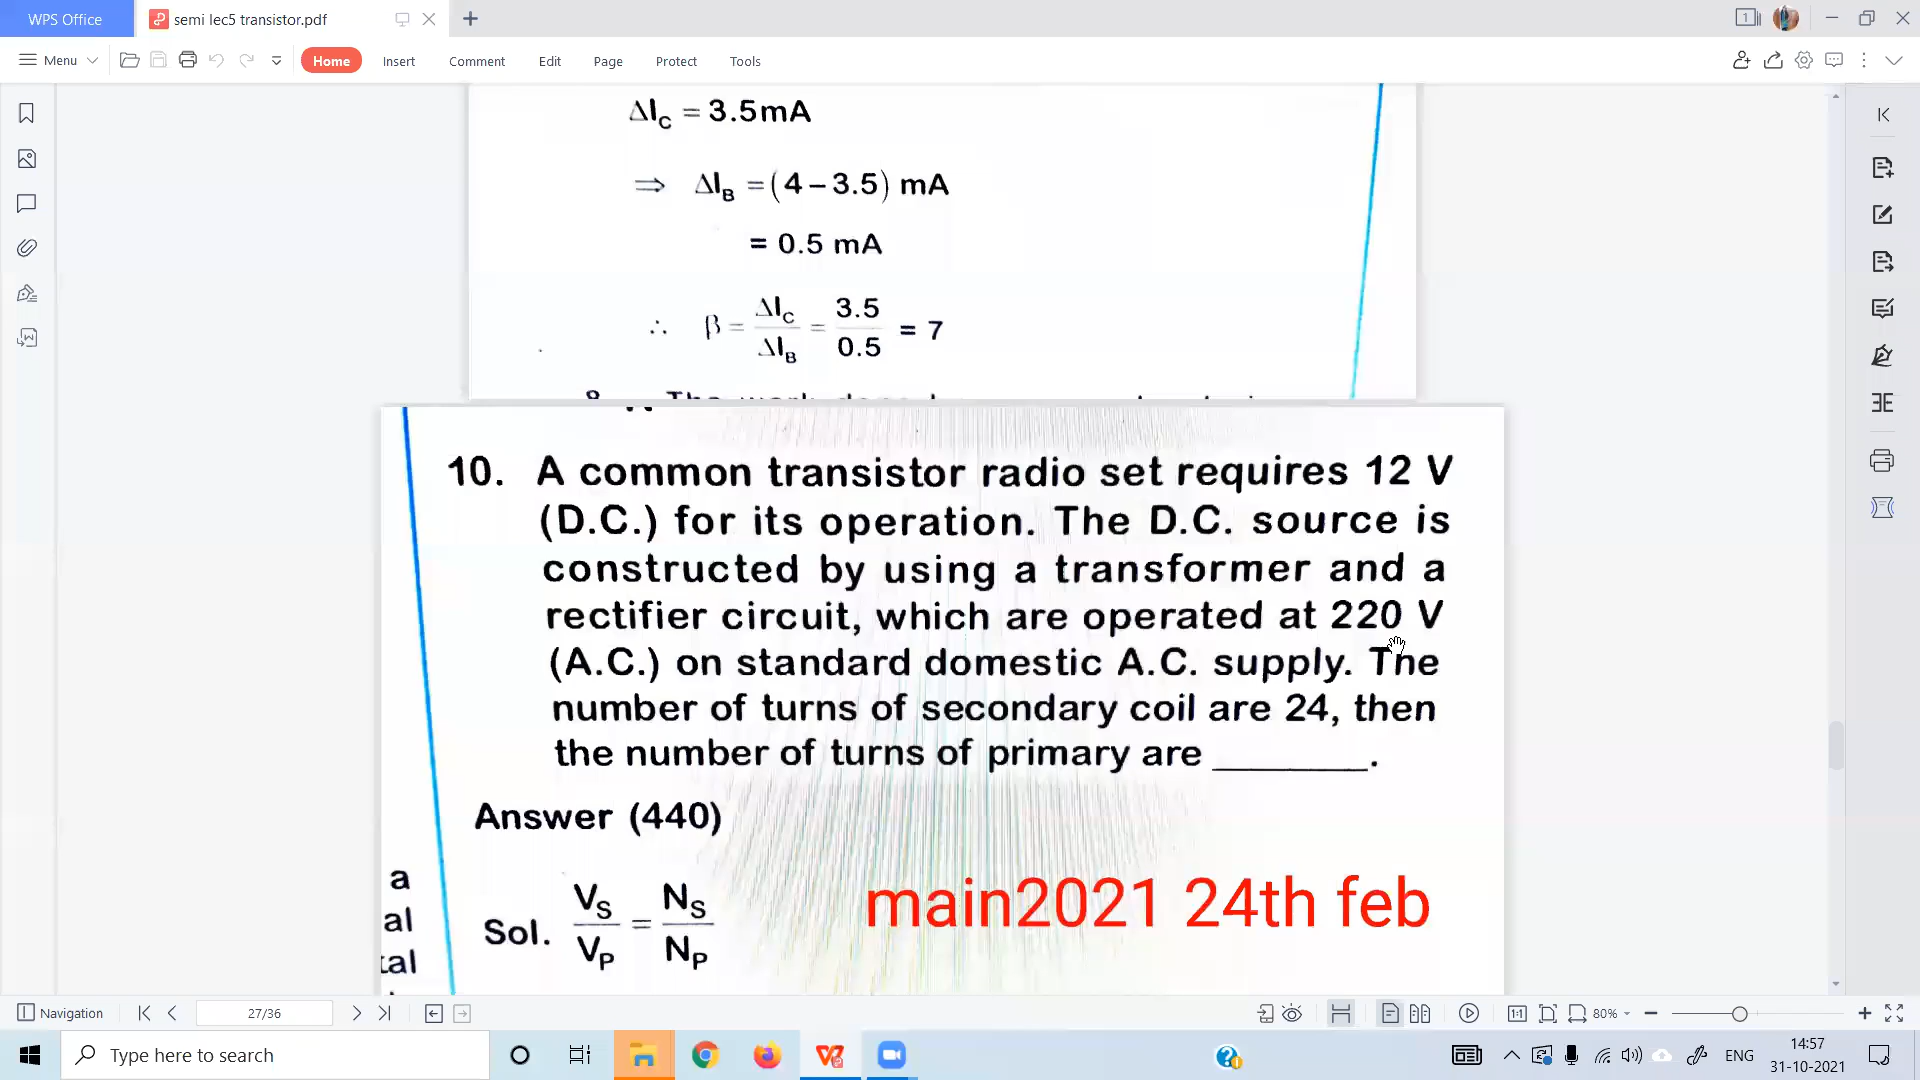 WPS Office
semi lec5 transistor.pdf
Menu
Home
Insert
Comment
Edit
Page
Protect
Tools
ΔI_C = 3.5mA
⇒ ΔI_B = (4 – 3.5) mA
= 0.5 mA
∴ β = ΔI_C / ΔI_B = 3.5 / 0.5 = 7
10. A common transistor radio set requires 12 V
(D.C.) for its operation. The D.C. source is
constructed by using a transformer and a
rectifier circuit, which are operated at 220 V
(A.C.) on standard domestic A.C. supply. The
number of turns of secondary coil are 24, then
the number of turns of primary are ________.
Answer (440)
a
al
tal
Sol. V_S / V_P = N_S / N_P
main2021 24th feb
Navigation
27/36
1:1
80%
Type here to search
ENG
14:57
31-10-2021